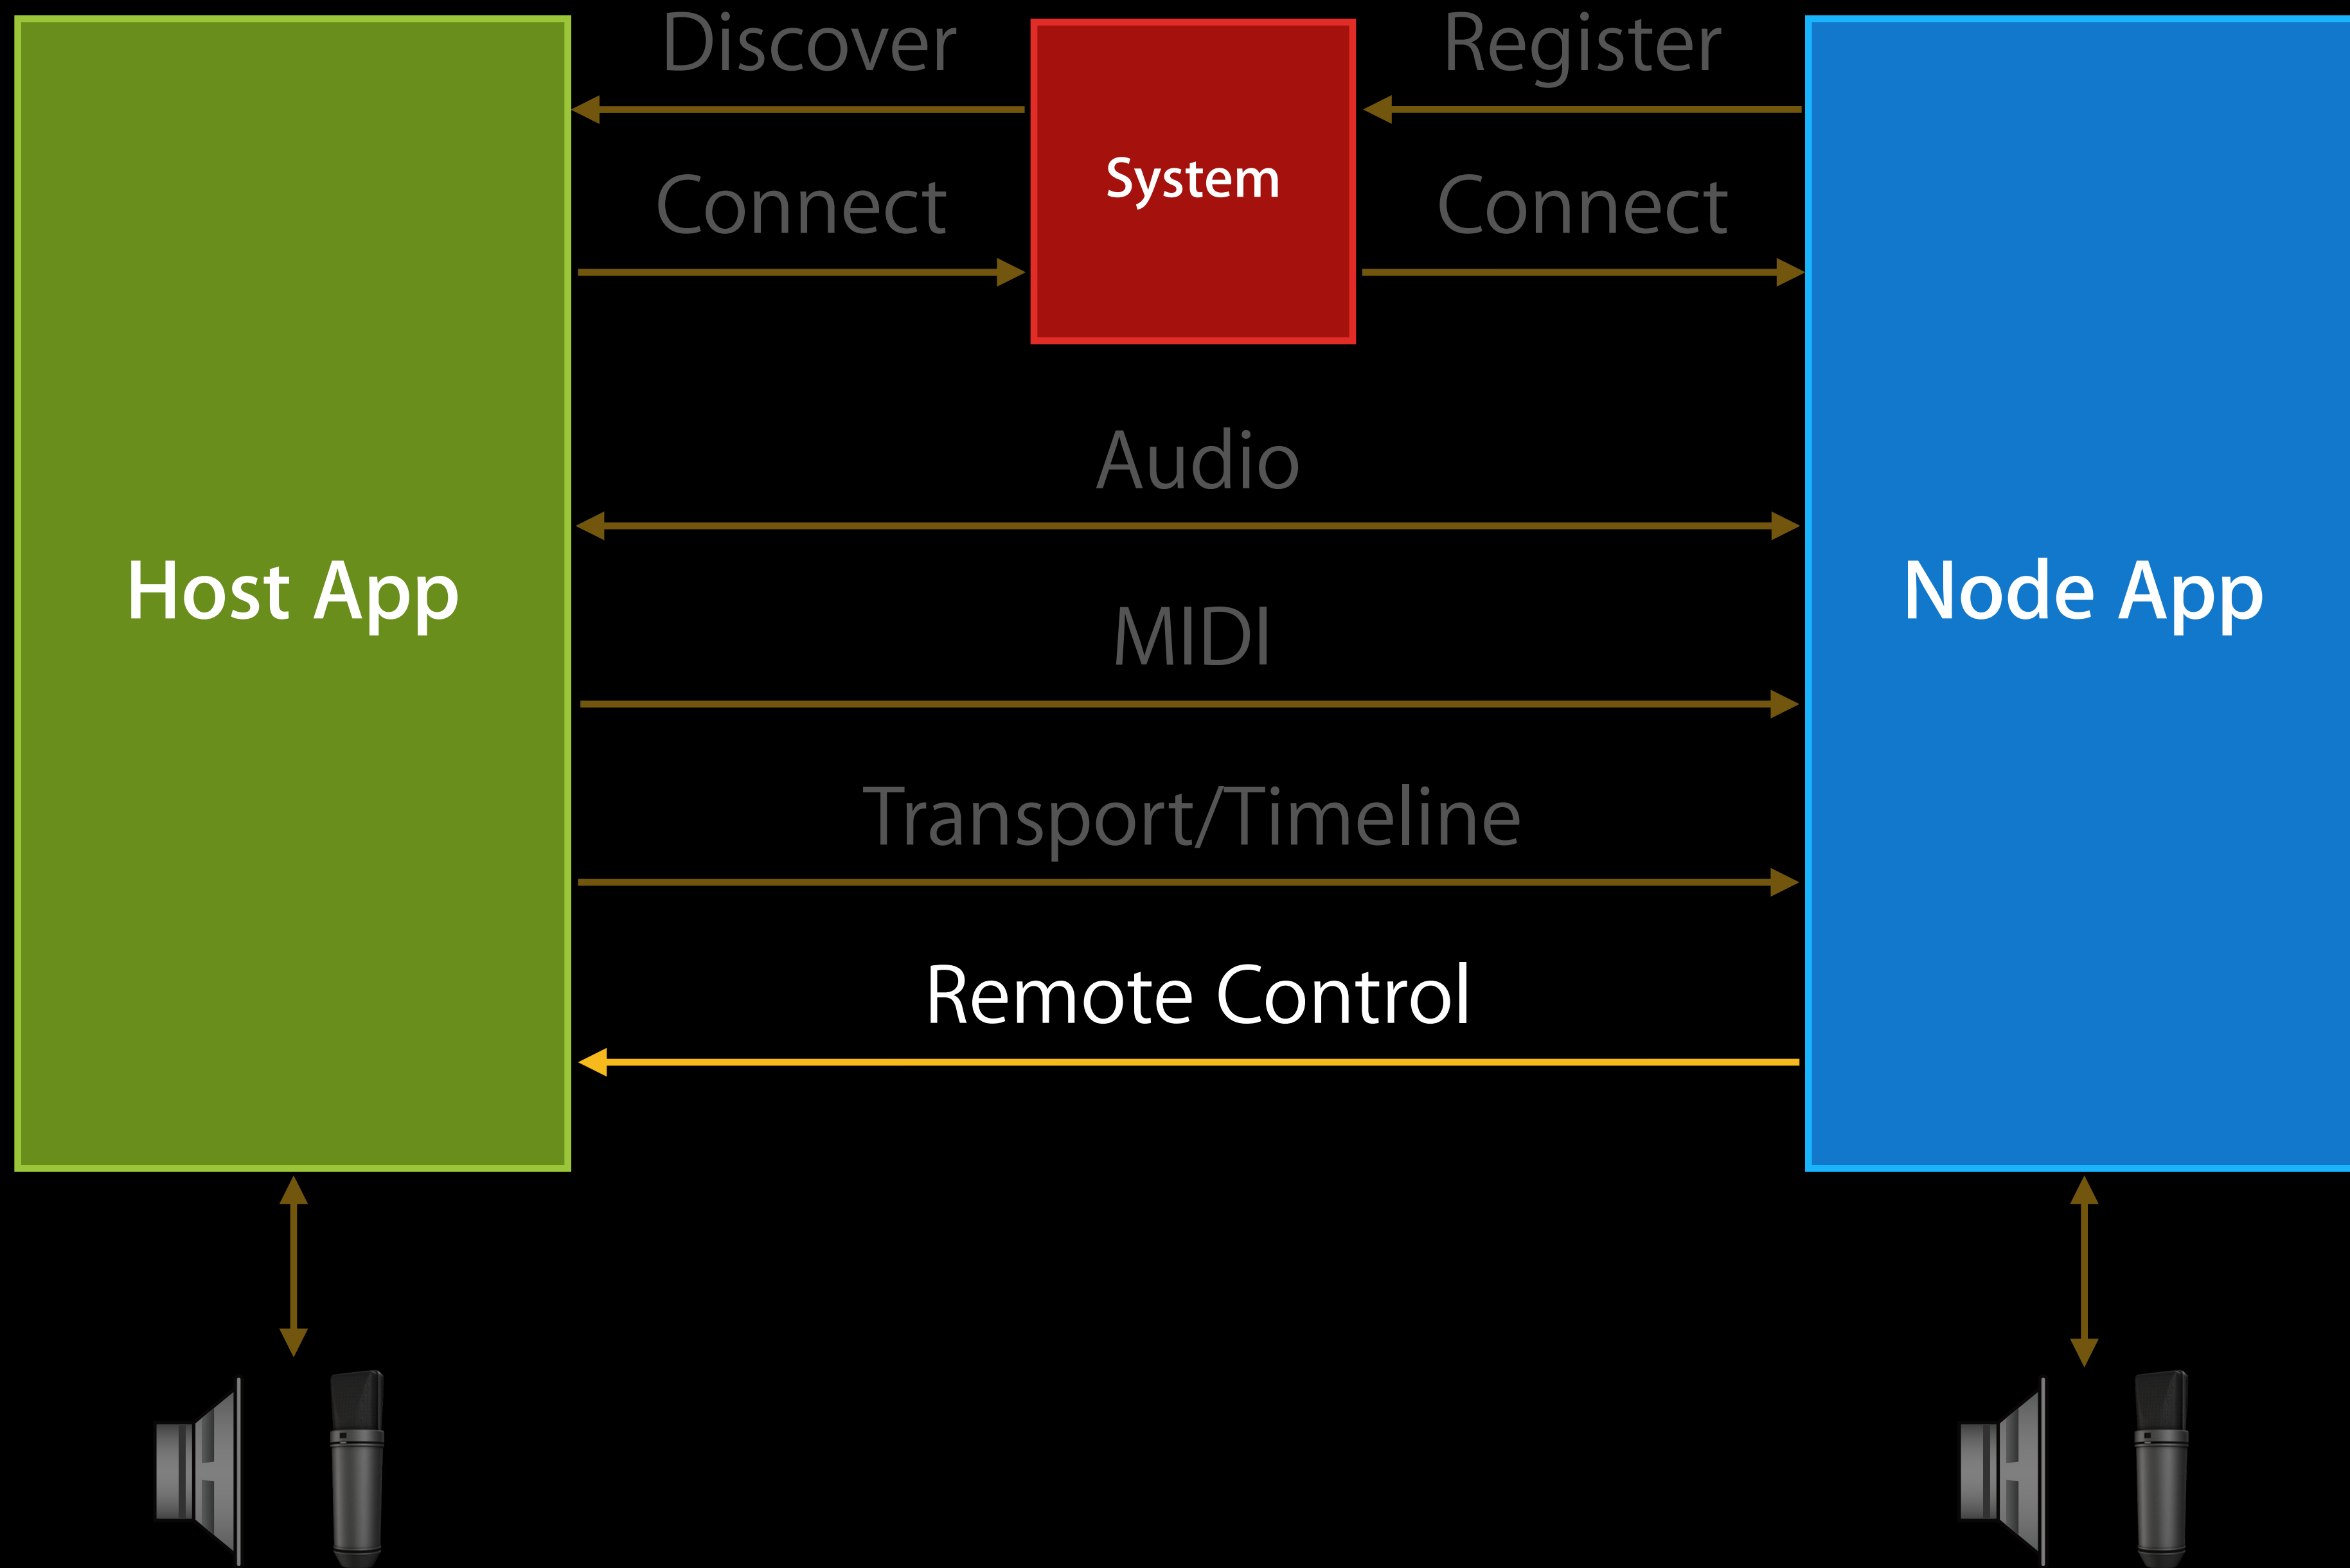 Discover
Register
System
Connect
Connect
Audio
Host App
Node App
MIDI
Transport/Timeline
Remote Control